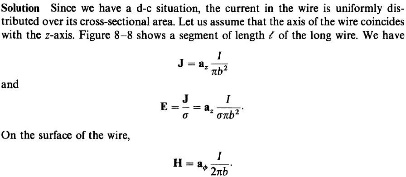 Solution Since we have a d-c situation, the current in the wire is uniformly dis-
tributed over its cross-sectional area. Let us assume that the axis of the wire coincides
with the z-axis. Figure 8–8 shows a segment of length ℓ of the long wire. We have
J = a_z I / πb²
and
E = J / σ = a_z I / σπb² .
On the surface of the wire,
H = a_ϕ I / 2πb .